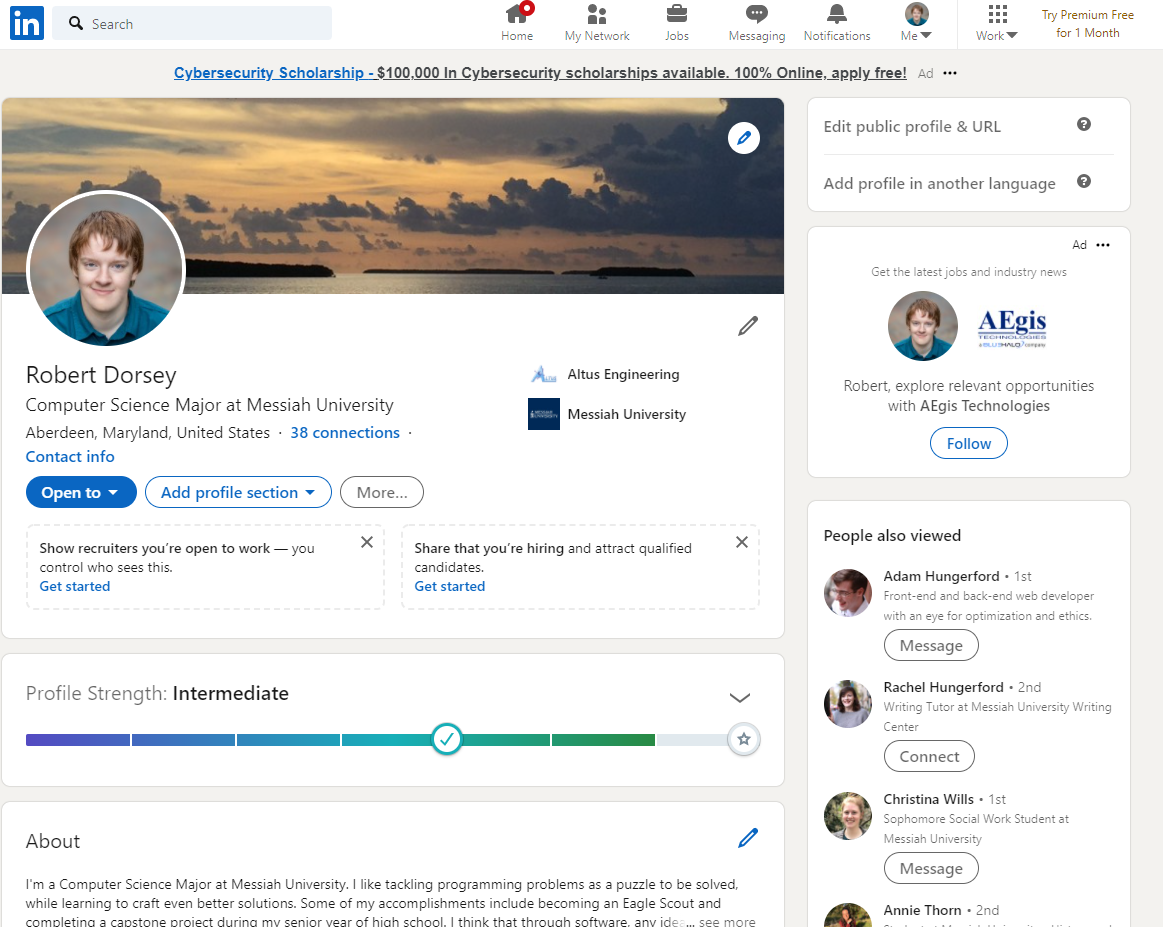 in
Search
Home
My Network
Jobs
Messaging
Notifications
Me
Work
Try Premium Free
for 1 Month
Cybersecurity Scholarship - $100,000 In Cybersecurity scholarships available. 100% Online, apply free! Ad •••
Robert Dorsey
Computer Science Major at Messiah University
Aberdeen, Maryland, United States · 38 connections ·
Contact info
Altus Engineering
Messiah University
Open to
Add profile section
More...
Show recruiters you're open to work — you
control who sees this.
Get started
Share that you're hiring and attract qualified
candidates.
Get started
Profile Strength: Intermediate
About
I'm a Computer Science Major at Messiah University. I like tackling programming problems as a puzzle to be solved,
while learning to craft even better solutions. Some of my accomplishments include becoming an Eagle Scout and
completing a capstone project during my senior year of high school. I think that through software, any idea... see more
Edit public profile & URL
Add profile in another language
Ad •••
Get the latest jobs and industry news
AEgis
TECHNOLOGIES
a BLUEHALO company
Robert, explore relevant opportunities
with AEgis Technologies
Follow
People also viewed
Adam Hungerford • 1st
Front-end and back-end web developer
with an eye for optimization and ethics.
Message
Rachel Hungerford • 2nd
Writing Tutor at Messiah University Writing
Center
Connect
Christina Wills • 1st
Sophomore Social Work Student at
Messiah University
Message
Annie Thorn • 2nd